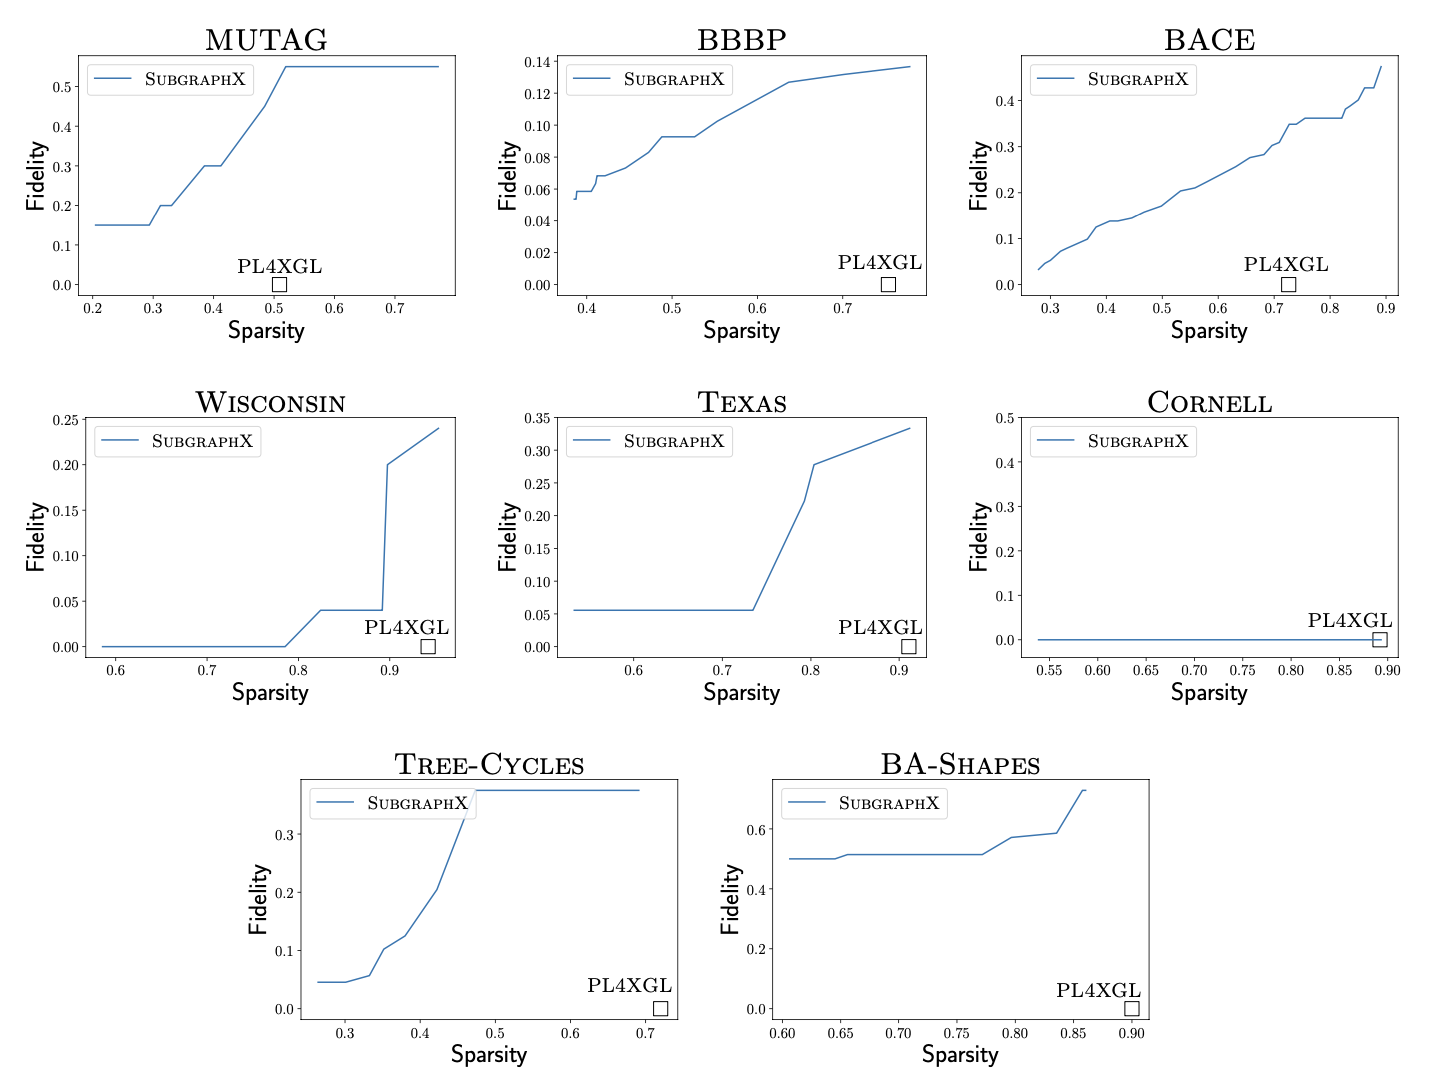 MUTAG
SUBGRAPHX
Fidelity
0.5
0.4
0.3
0.2
0.1
0.0
PL4XGL
0.2 0.3 0.4 0.5 0.6 0.7
Sparsity
BBBP
SUBGRAPHX
Fidelity
0.14
0.12
0.10
0.08
0.06
0.04
0.02
0.00
PL4XGL
0.4 0.5 0.6 0.7
Sparsity
BACE
SUBGRAPHX
Fidelity
0.4
0.3
0.2
0.1
0.0
PL4XGL
0.3 0.4 0.5 0.6 0.7 0.8 0.9
Sparsity
WISCONSIN
SUBGRAPHX
Fidelity
0.25
0.20
0.15
0.10
0.05
0.00
PL4XGL
0.6 0.7 0.8 0.9
Sparsity
TEXAS
SUBGRAPHX
Fidelity
0.35
0.30
0.25
0.20
0.15
0.10
0.05
0.00
PL4XGL
0.6 0.7 0.8 0.9
Sparsity
CORNELL
SUBGRAPHX
Fidelity
0.5
0.4
0.3
0.2
0.1
0.0
PL4XGL
0.55 0.60 0.65 0.70 0.75 0.80 0.85 0.90
Sparsity
TREE-CYCLES
SUBGRAPHX
Fidelity
0.3
0.2
0.1
0.0
PL4XGL
0.3 0.4 0.5 0.6 0.7
Sparsity
BA-SHAPES
SUBGRAPHX
Fidelity
0.6
0.4
0.2
0.0
PL4XGL
0.60 0.65 0.70 0.75 0.80 0.85 0.90
Sparsity